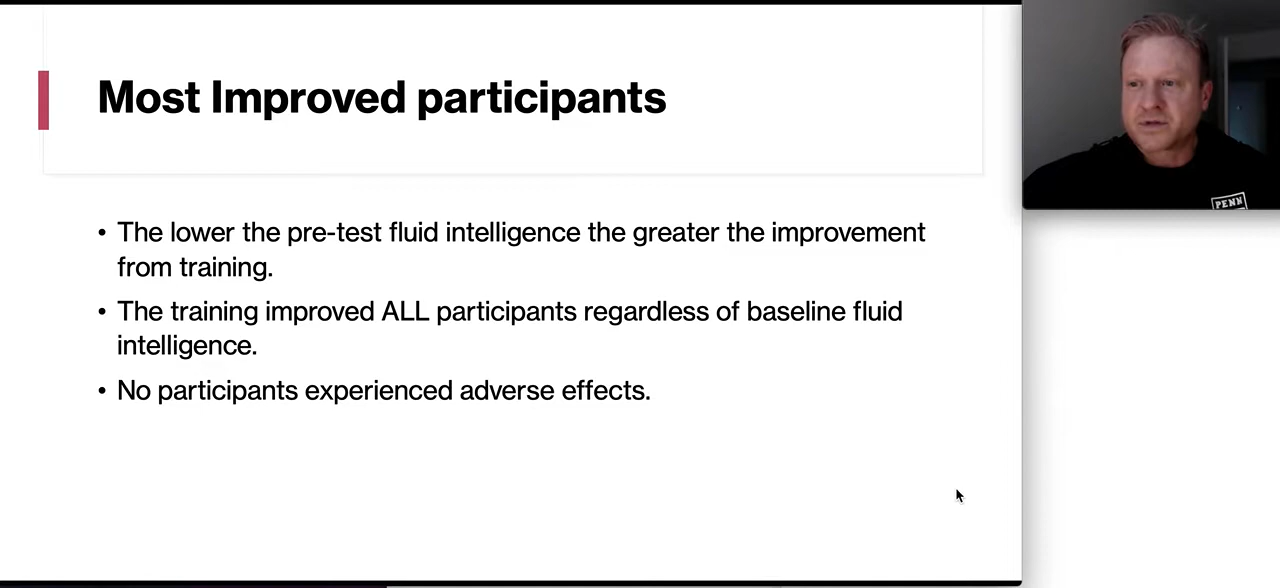 Most Improved participants
• The lower the pre-test fluid intelligence the greater the improvement
from training.
• The training improved ALL participants regardless of baseline fluid
intelligence.
• No participants experienced adverse effects.
PENN